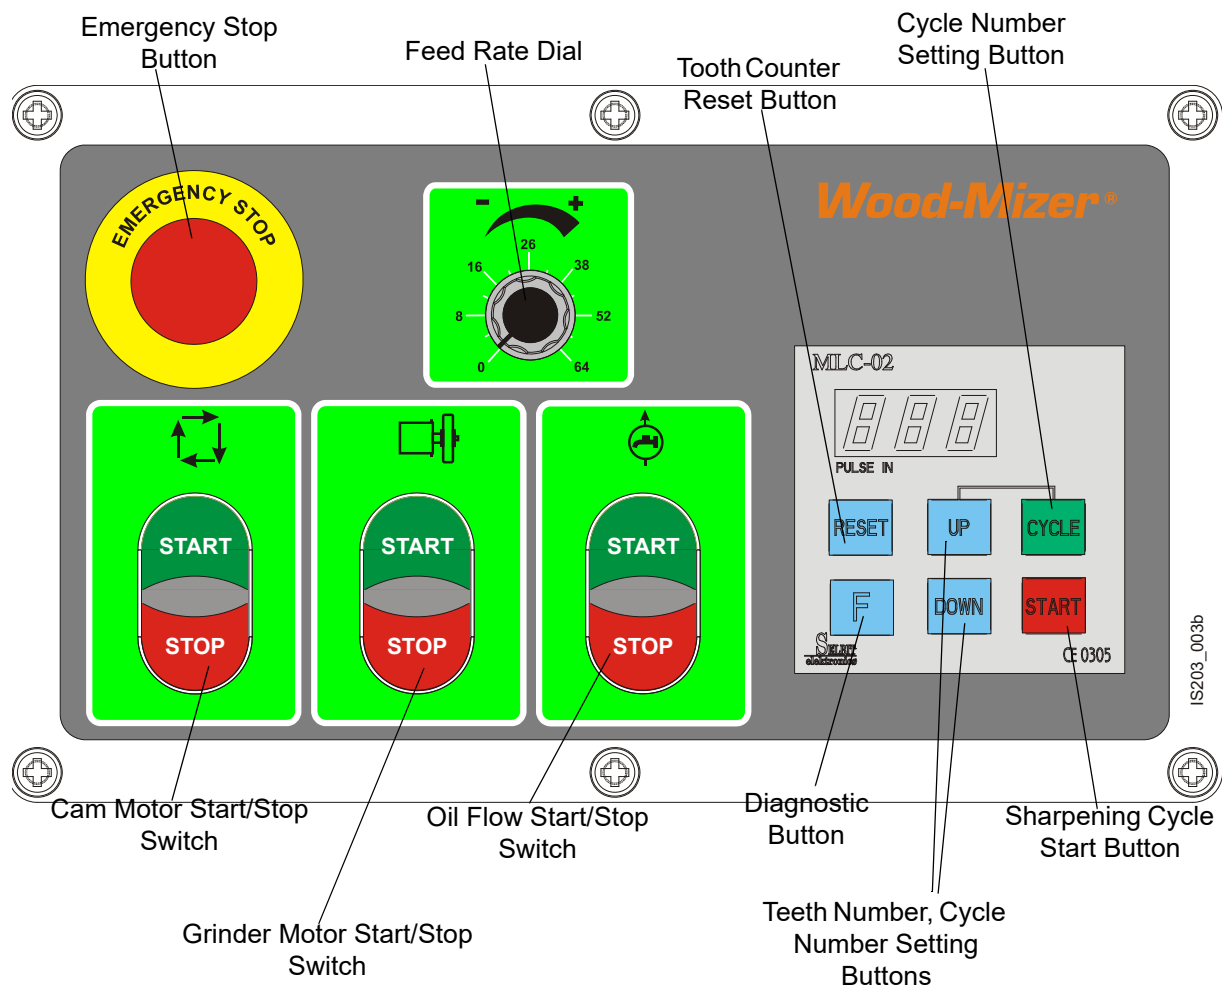 Emergency Stop
Button
Feed Rate Dial
Tooth Counter
Reset Button
Cycle Number
Setting Button
EMERGENCY STOP
- +
26
16 38
8 52
0 64
Wood-Mizer®
MLC-02
888
PULSE IN
RESET UP CYCLE
F DOWN START
SELBIT
elektronics
CE 0305
START START START
STOP STOP STOP
IS203_003b
Cam Motor Start/Stop
Switch
Oil Flow Start/Stop
Switch
Diagnostic
Button
Sharpening Cycle
Start Button
Grinder Motor Start/Stop
Switch
Teeth Number, Cycle
Number Setting
Buttons